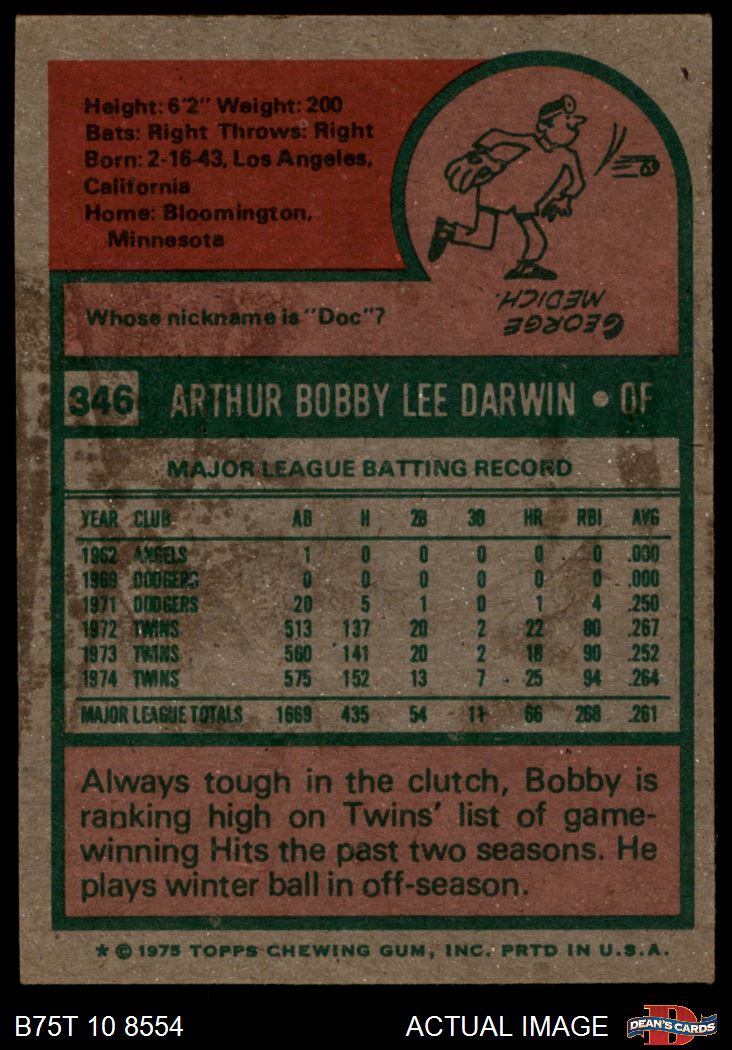 Height: 6'2" Weight: 200
Bats: Right Throws: Right
Born: 2-16-43, Los Angeles,
California
Home: Bloomington,
Minnesota
Whose nickname is "Doc"?
GEORGE
MEDICH.
346 ARTHUR BOBBY LEE DARWIN • OF
MAJOR LEAGUE BATTING RECORD
YEAR CLUB AB H 2B 3B HR RBI AVG
1962 ANGELS 1 0 0 0 0 0 .000
1969 DODGERS 0 0 0 0 0 0 .000
1971 DODGERS 20 5 1 0 1 4 .250
1972 TWINS 513 137 20 2 22 80 .267
1973 TWINS 560 141 20 2 18 90 .252
1974 TWINS 575 152 13 7 25 94 .264
MAJOR LEAGUE TOTALS 1669 435 54 11 66 268 .261
Always tough in the clutch, Bobby is
ranking high on Twins' list of game-
winning Hits the past two seasons. He
plays winter ball in off-season.
* © 1975 TOPPS CHEWING GUM, INC. PRTD IN U.S.A.
B75T 10 8554 ACTUAL IMAGE DEAN'S CARDS